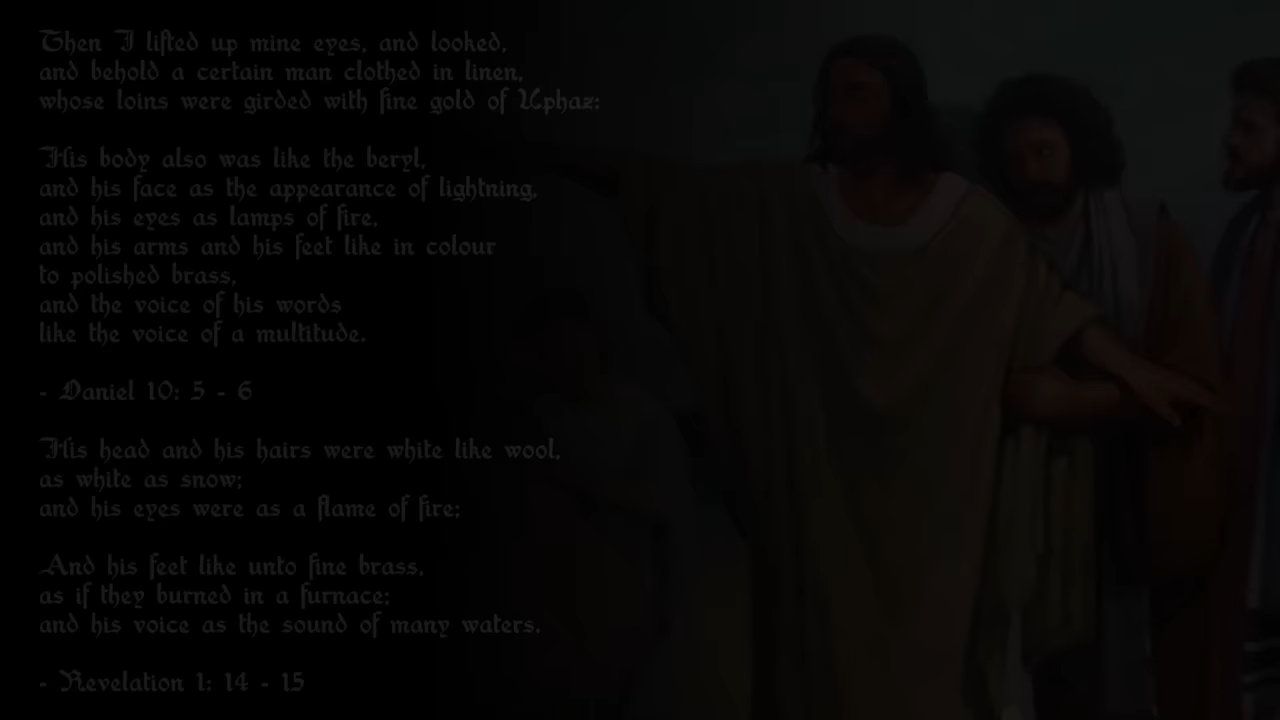 Then I lifted up mine eyes, and looked,
and behold a certain man clothed in linen,
whose loins were girded with fine gold of Uphaz:
His body also was like the beryl,
and his face as the appearance of lightning,
and his eyes as lamps of fire,
and his arms and his feet like in colour
to polished brass,
and the voice of his words
like the voice of a multitude.
- Daniel 10: 5 - 6
His head and his hairs were white like wool,
as white as snow;
and his eyes were as a flame of fire;
And his feet like unto fine brass,
as if they burned in a furnace;
and his voice as the sound of many waters.
- Revelation 1: 14 - 15